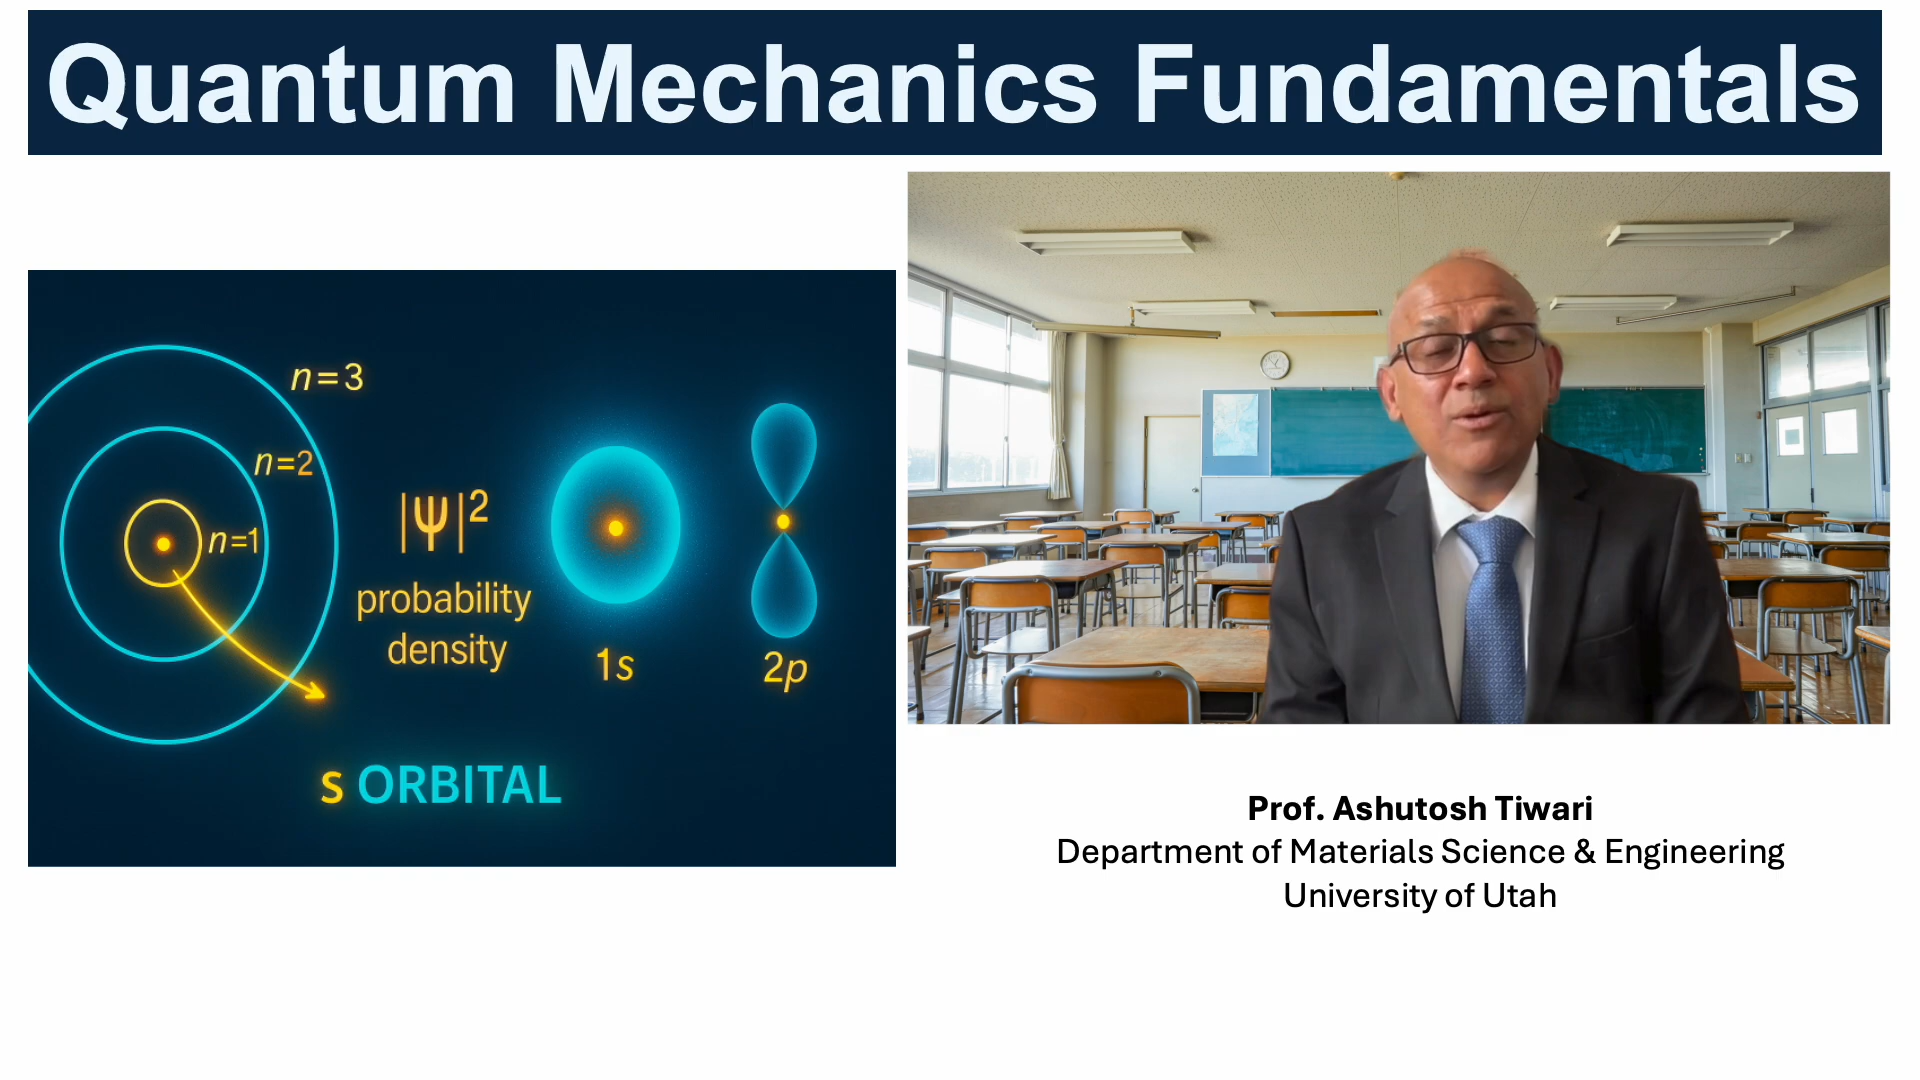 Quantum Mechanics Fundamentals
n=3
n=2
n=1
|ψ|²
probability
density
1s
2p
s ORBITAL
Prof. Ashutosh Tiwari
Department of Materials Science & Engineering
University of Utah